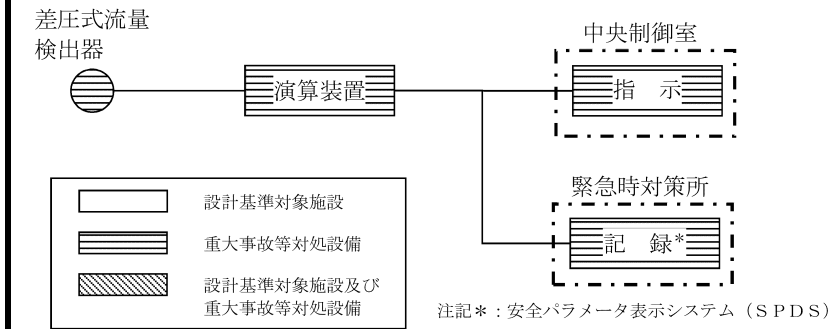 差圧式流量
検出器
中央制御室
演算装置
指　示
緊急時対策所
記　録*
設計基準対象施設
重大事故等対処設備
設計基準対象施設及び
重大事故等対処設備
注記＊：安全パラメータ表示システム（ＳＰＤＳ）